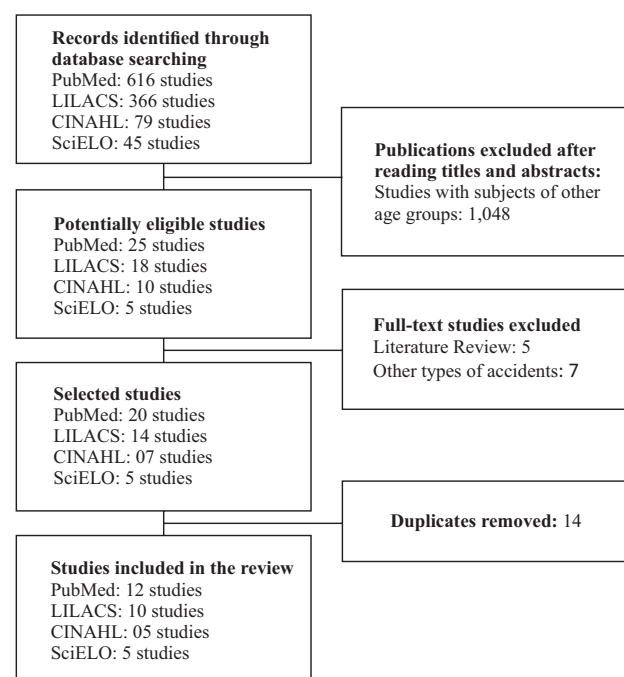 Records identified through
database searching
PubMed: 616 studies
LILACS: 366 studies
CINAHL: 79 studies
SciELO: 45 studies
Publications excluded after
reading titles and abstracts:
Studies with subjects of other
age groups: 1,048
Potentially eligible studies
PubMed: 25 studies
LILACS: 18 studies
CINAHL: 10 studies
SciELO: 5 studies
Full-text studies excluded
Literature Review: 5
Other types of accidents: 7
Selected studies
PubMed: 20 studies
LILACS: 14 studies
CINAHL: 07 studies
SciELO: 5 studies
Duplicates removed: 14
Studies included in the review
PubMed: 12 studies
LILACS: 10 studies
CINAHL: 05 studies
SciELO: 5 studies